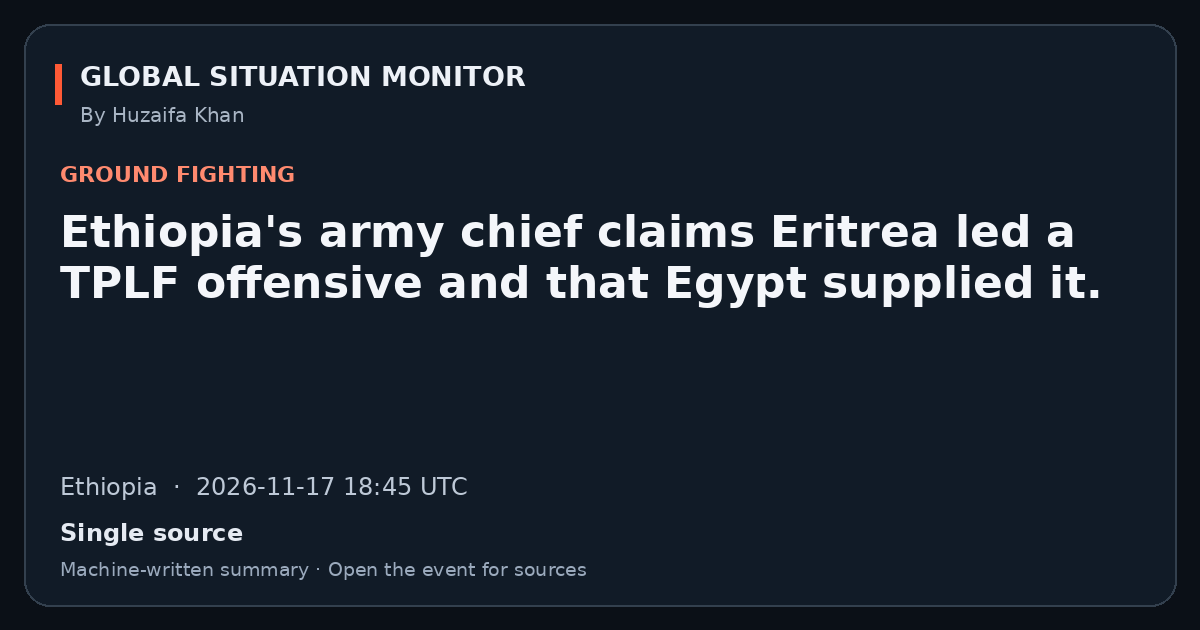 GLOBAL SITUATION MONITOR
By Huzaifa Khan
GROUND FIGHTING
Ethiopia's army chief claims Eritrea led a
TPLF offensive and that Egypt supplied it.
Ethiopia · 2026-11-17 18:45 UTC
Single source
Machine-written summary · Open the event for sources